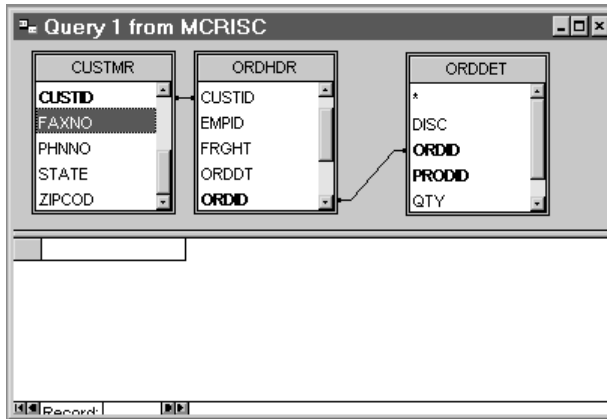 Query 1 from MCRISC
CUSTMR
CUSTID
FAXNO
PHNNO
STATE
ZIPCOD
ORDHDR
CUSTID
EMPID
FRGHT
ORDDT
ORDID
ORDDET
*
DISC
ORDID
PRODID
QTY
Record: